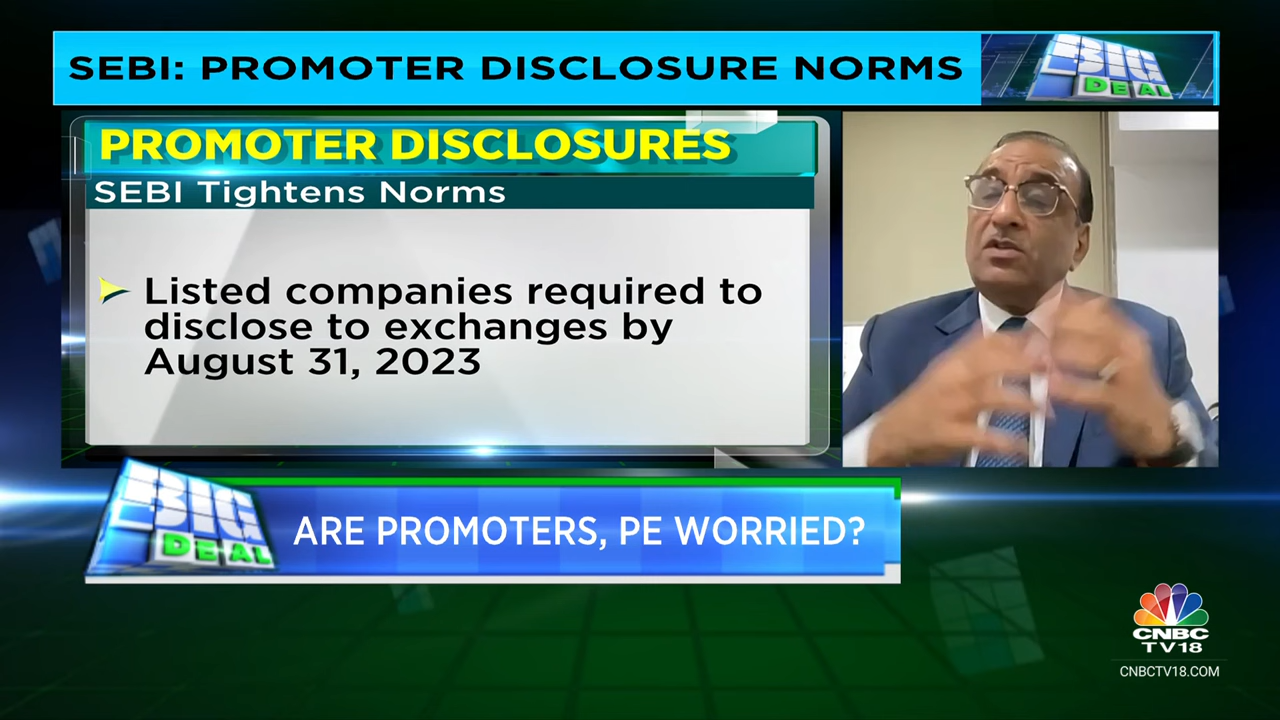 SEBI: PROMOTER DISCLOSURE NORMS
BIG
DEAL
PROMOTER DISCLOSURES
SEBI Tightens Norms
Listed companies required to
disclose to exchanges by
August 31, 2023
BIG
DEAL
ARE PROMOTERS, PE WORRIED?
CNBC
TV18
CNBCTV18.COM